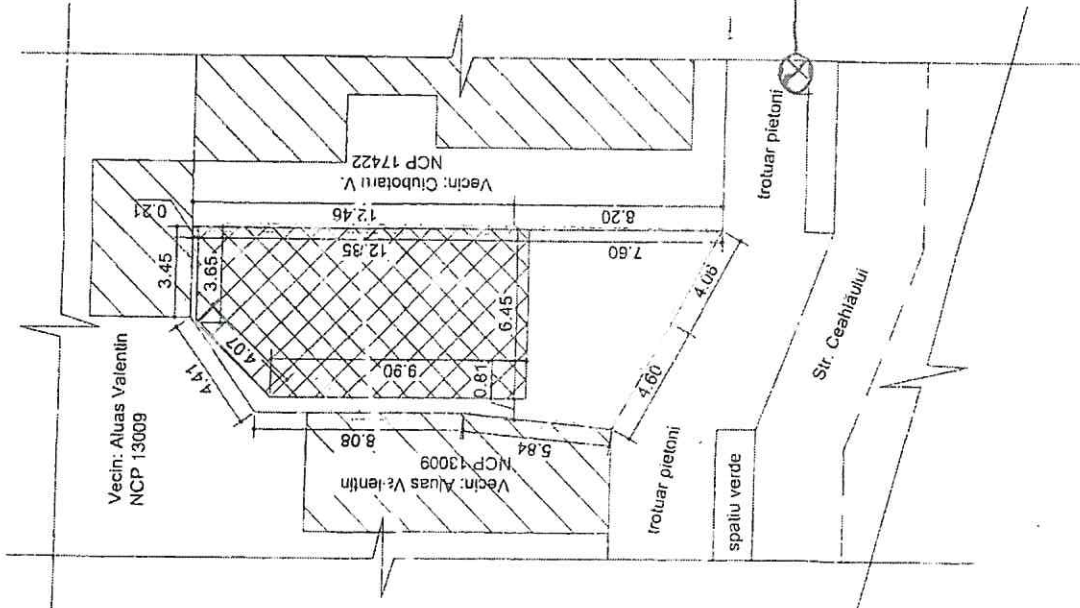 Vecin: Aluas Valentin
NCP 13009
0.21
3.45
3.65
4.07
4.41
12.46
12.85
Vecin: Ciubotaru V.
NCP 17422
9.90
6.45
0.81
8.08
5.84
Vecin: Aluas Valentin
NCP 13009
8.20
7.60
4.06
4.60
trotuar pietoni
trotuar pietoni
spatiu verde
Str. Ceahlăului